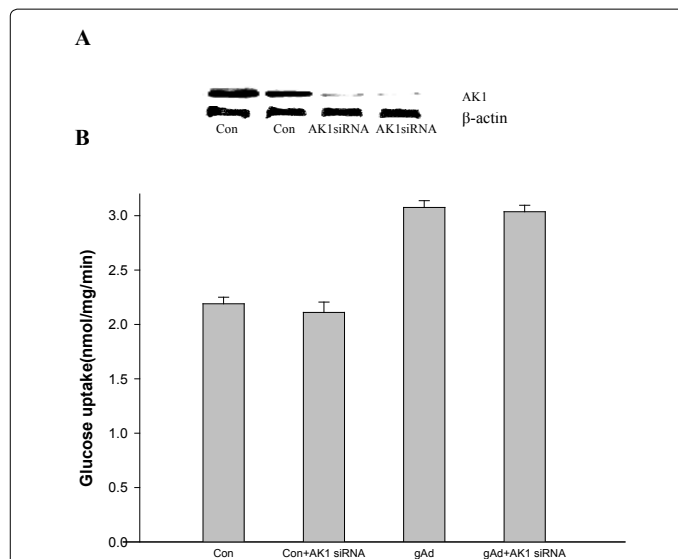 A
AK1
β-actin
Con Con AK1siRNA AK1siRNA
B
Glucose uptake(nmol/mg/min)
3.0
2.5
2.0
1.5
1.0
0.5
0.0
Con Con+AK1 siRNA gAd gAd+AK1 siRNA